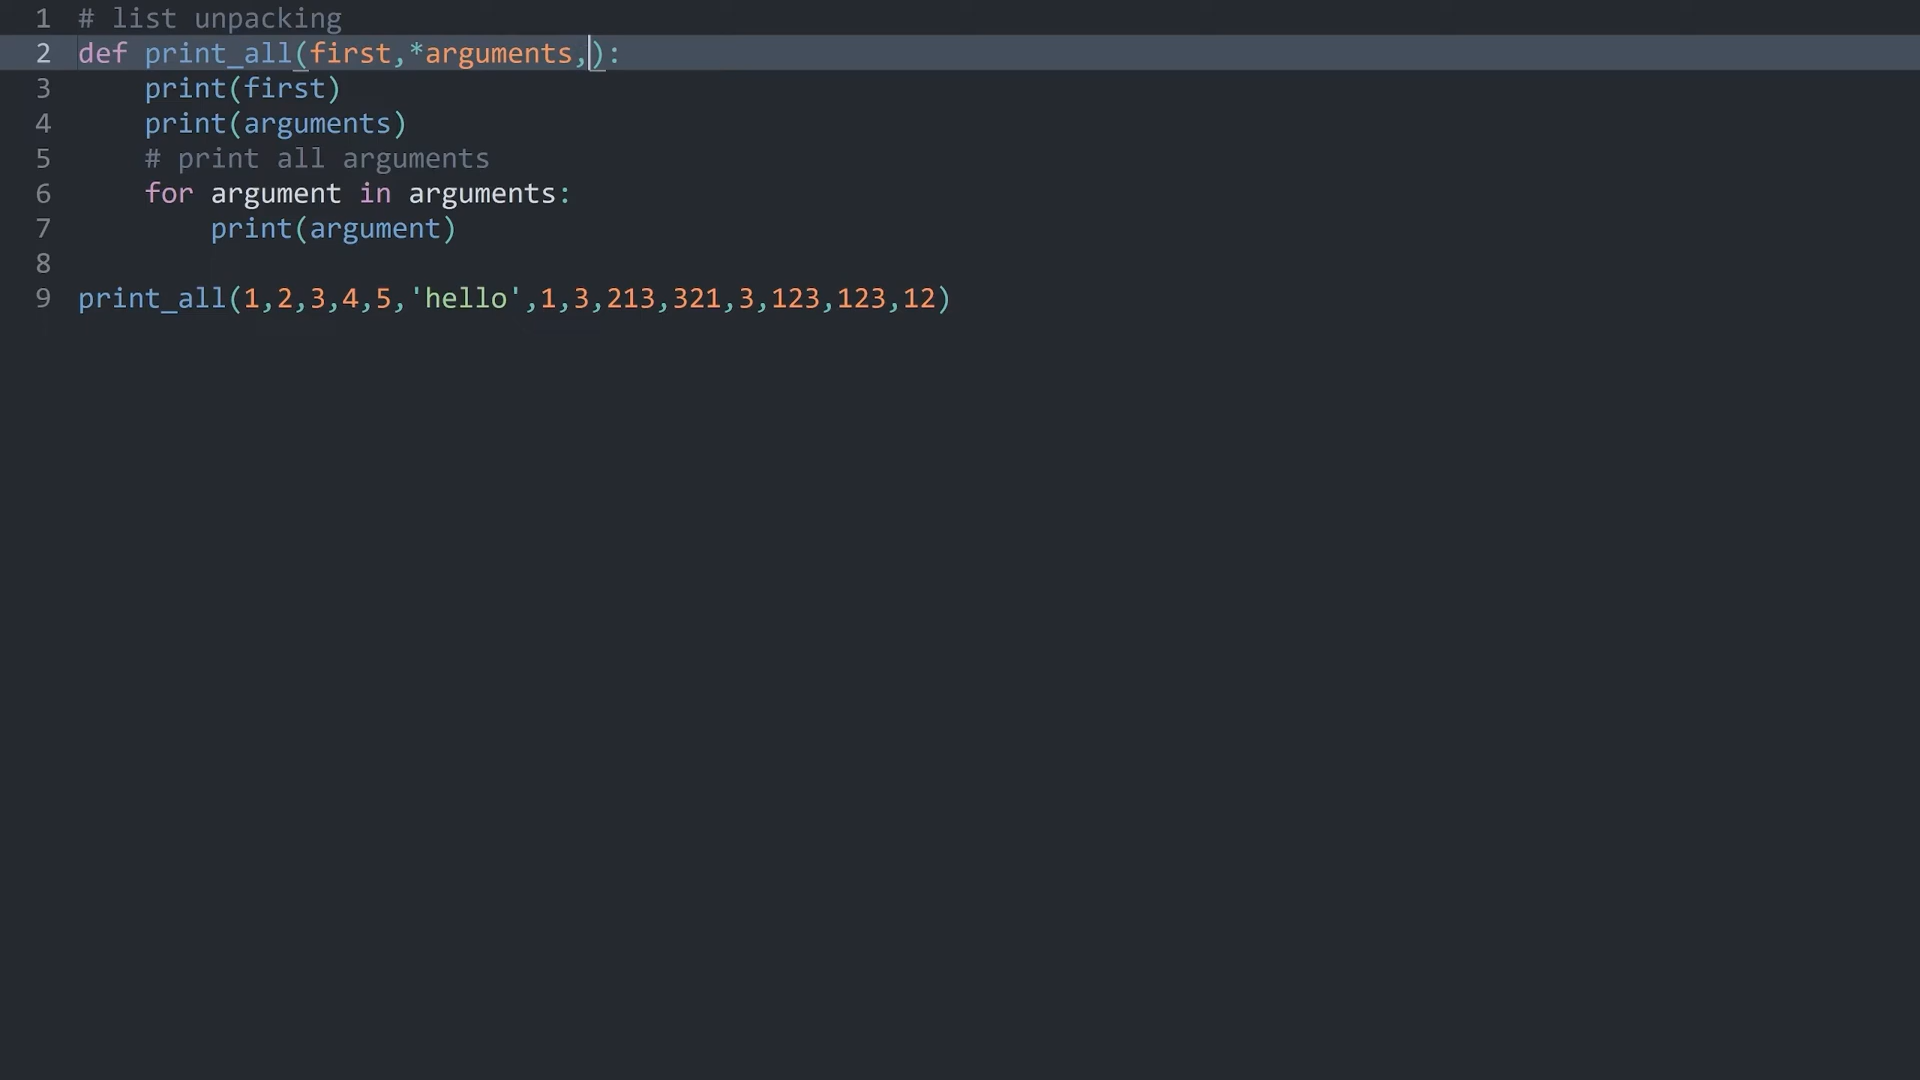 1 # list unpacking
2 def print_all(first,*arguments,):
3     print(first)
4     print(arguments)
5     # print all arguments
6     for argument in arguments:
7         print(argument)
8
9 print_all(1,2,3,4,5,'hello',1,3,213,321,3,123,123,12)